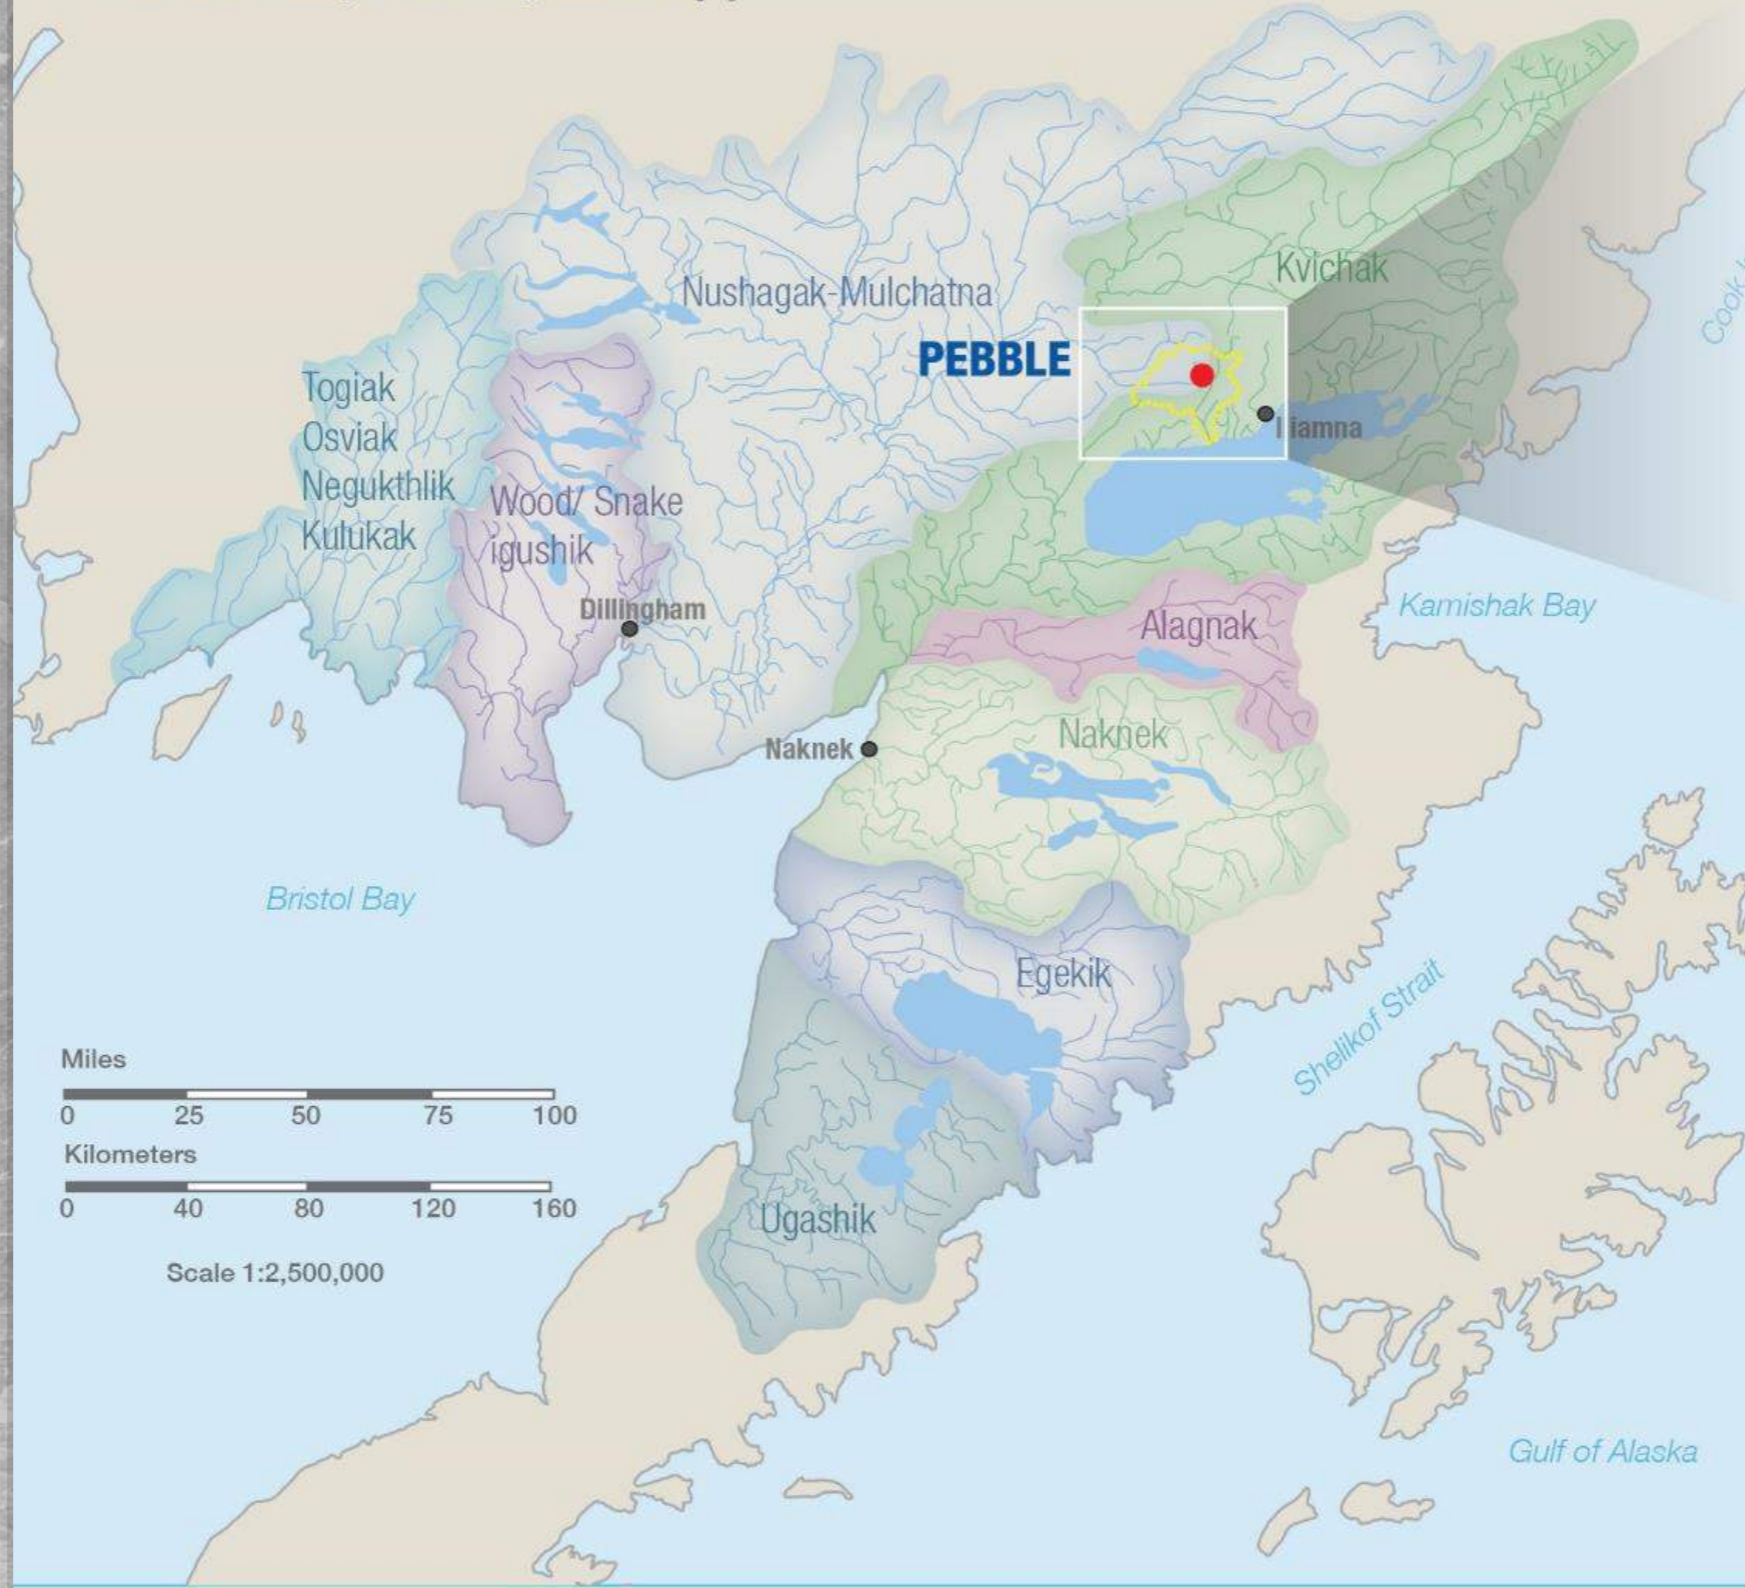 Nushagak-Mulchatna
Kvichak
PEBBLE
Iliamna
Togiak
Osviak
Negukthlik
Kulukak
Wood/ Snake
igushik
Dillingham
Alagnak
Kamishak Bay
Naknek
Naknek
Bristol Bay
Egekik
Shelikof Strait
Miles
0 25 50 75 100
Kilometers
0 40 80 120 160
Scale 1:2,500,000
Ugashik
Gulf of Alaska
Cook